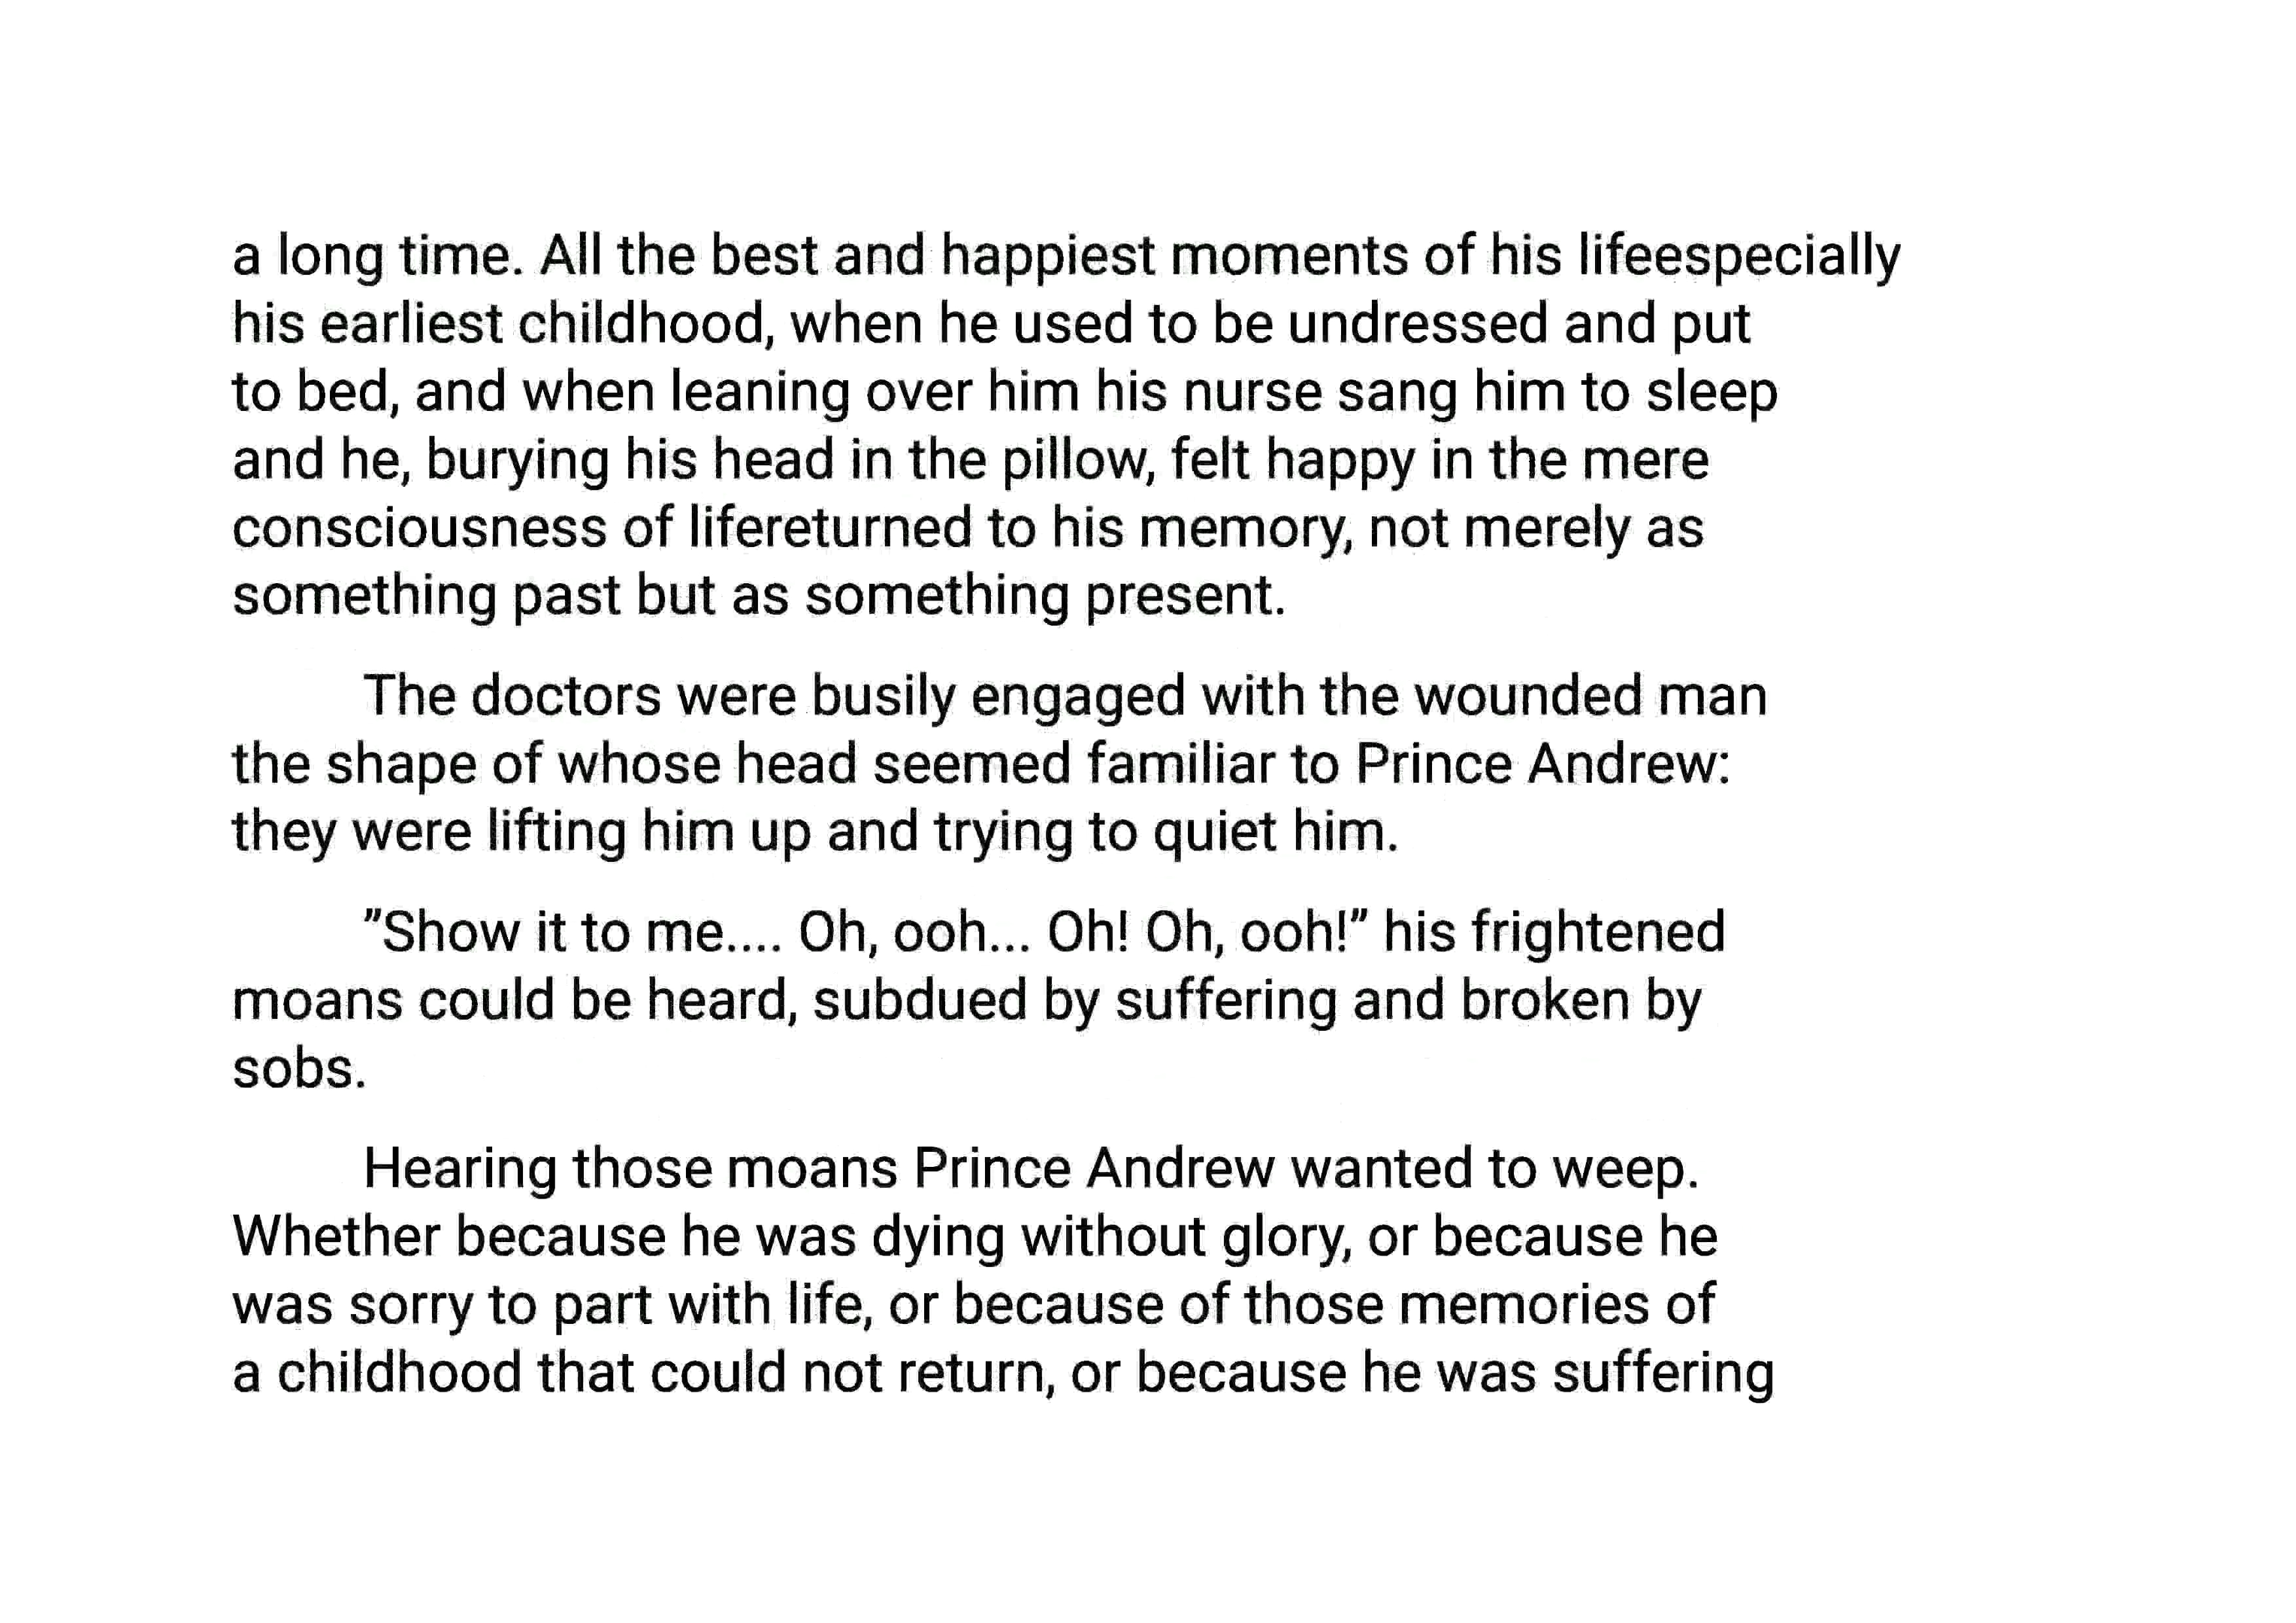 a long time. All the best and happiest moments of his lifeespecially
his earliest childhood, when he used to be undressed and put
to bed, and when leaning over him his nurse sang him to sleep
and he, burying his head in the pillow, felt happy in the mere
consciousness of lifereturned to his memory, not merely as
something past but as something present.
The doctors were busily engaged with the wounded man
the shape of whose head seemed familiar to Prince Andrew:
they were lifting him up and trying to quiet him.
”Show it to me.... Oh, ooh... Oh! Oh, ooh!” his frightened
moans could be heard, subdued by suffering and broken by
sobs.
Hearing those moans Prince Andrew wanted to weep.
Whether because he was dying without glory, or because he
was sorry to part with life, or because of those memories of
a childhood that could not return, or because he was suffering